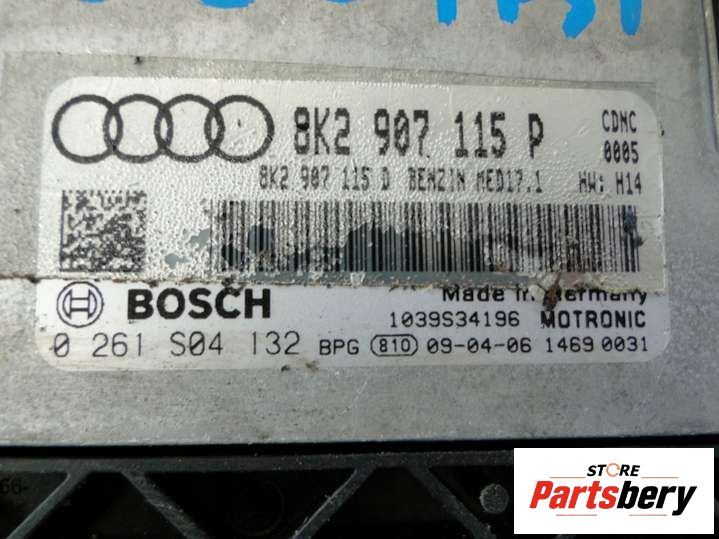 8K2 907 115 P
CDNC
0005
8K2 907 115 D BENZIN MED17.1 HW: H14
BOSCH
Made in Germany
1039S34196 MOTRONIC
0 261 S04 132 BPG 810 09-04-06 1469 0031
STORE
Partsbery